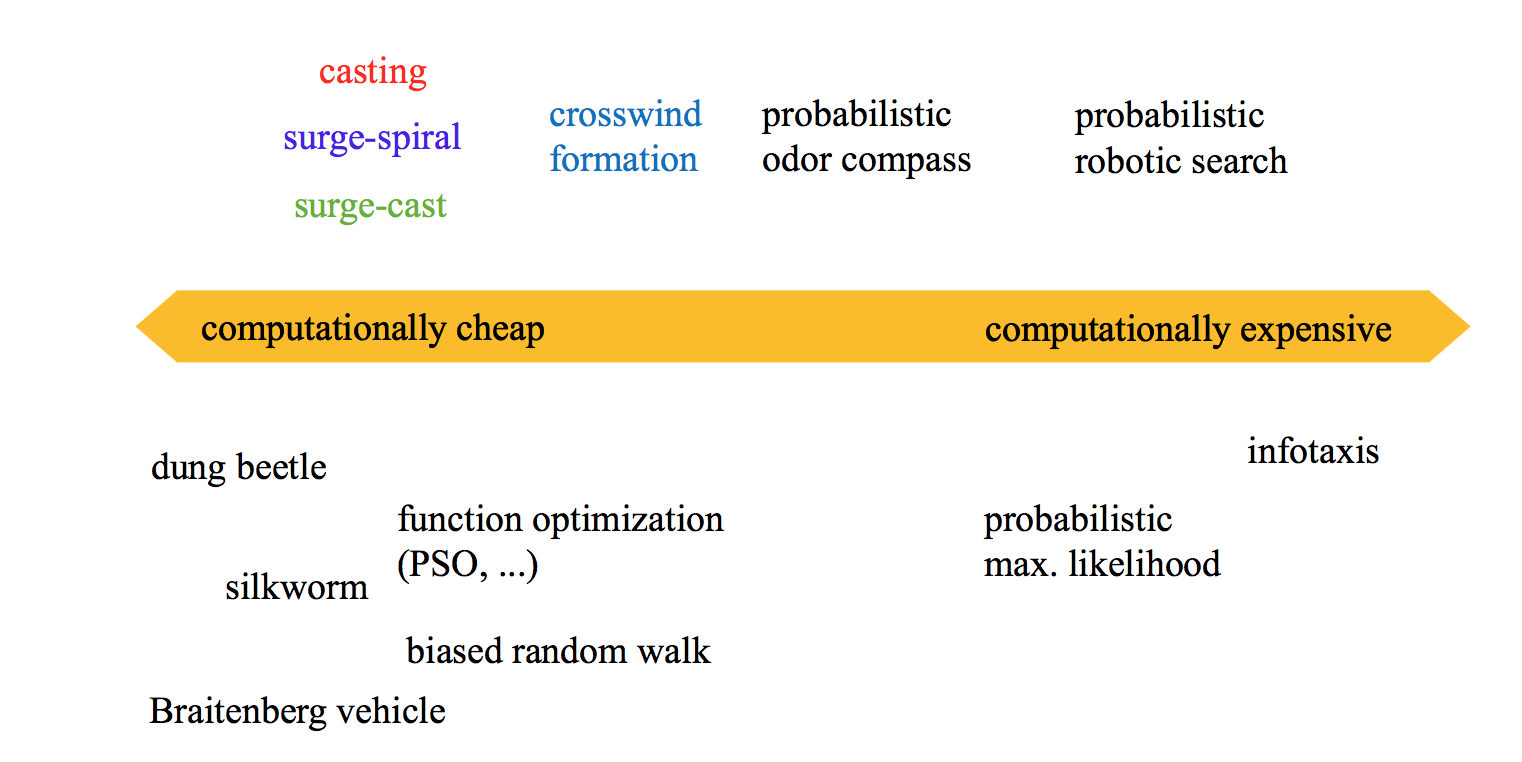 casting
surge-spiral
surge-cast
crosswind
formation
probabilistic
odor compass
probabilistic
robotic search
computationally cheap
computationally expensive
dung beetle
infotaxis
function optimization
(PSO, ...)
probabilistic
max. likelihood
silkworm
biased random walk
Braitenberg vehicle